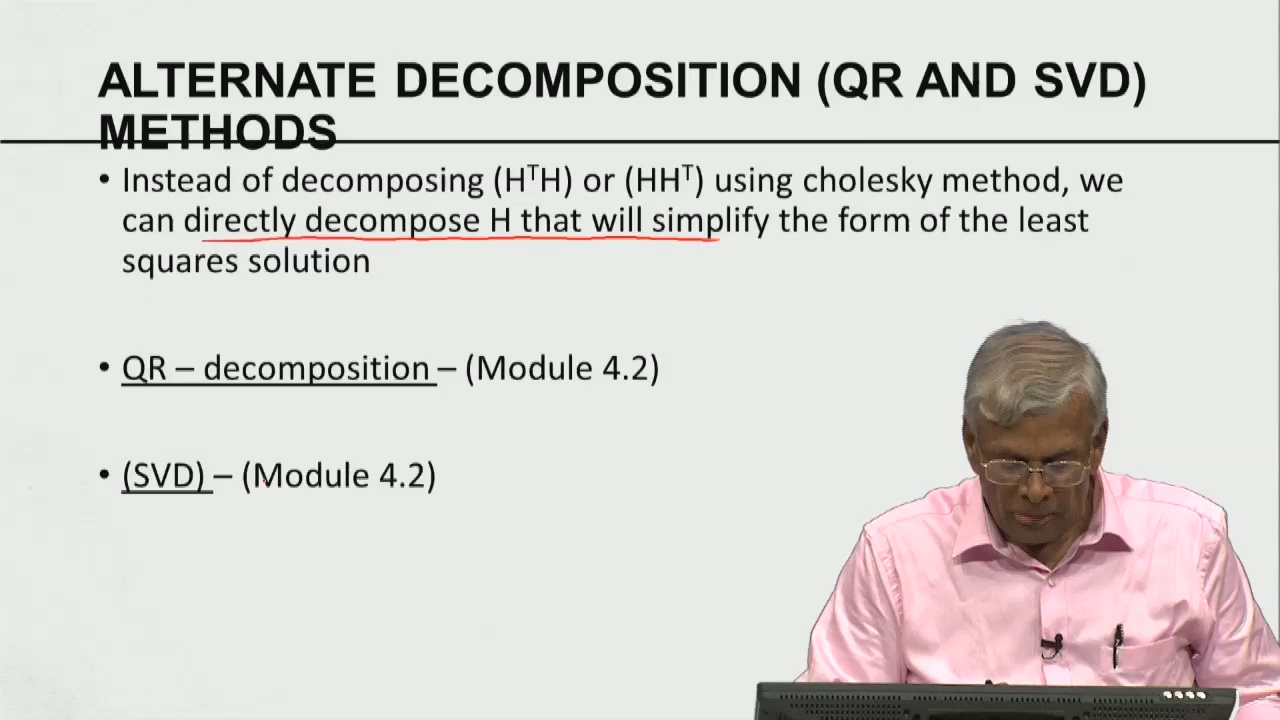 ALTERNATE DECOMPOSITION (QR AND SVD)
METHODS
• Instead of decomposing (HᵀH) or (HHᵀ) using cholesky method, we
can directly decompose H that will simplify the form of the least
squares solution
• QR – decomposition – (Module 4.2)
• (SVD) – (Module 4.2)